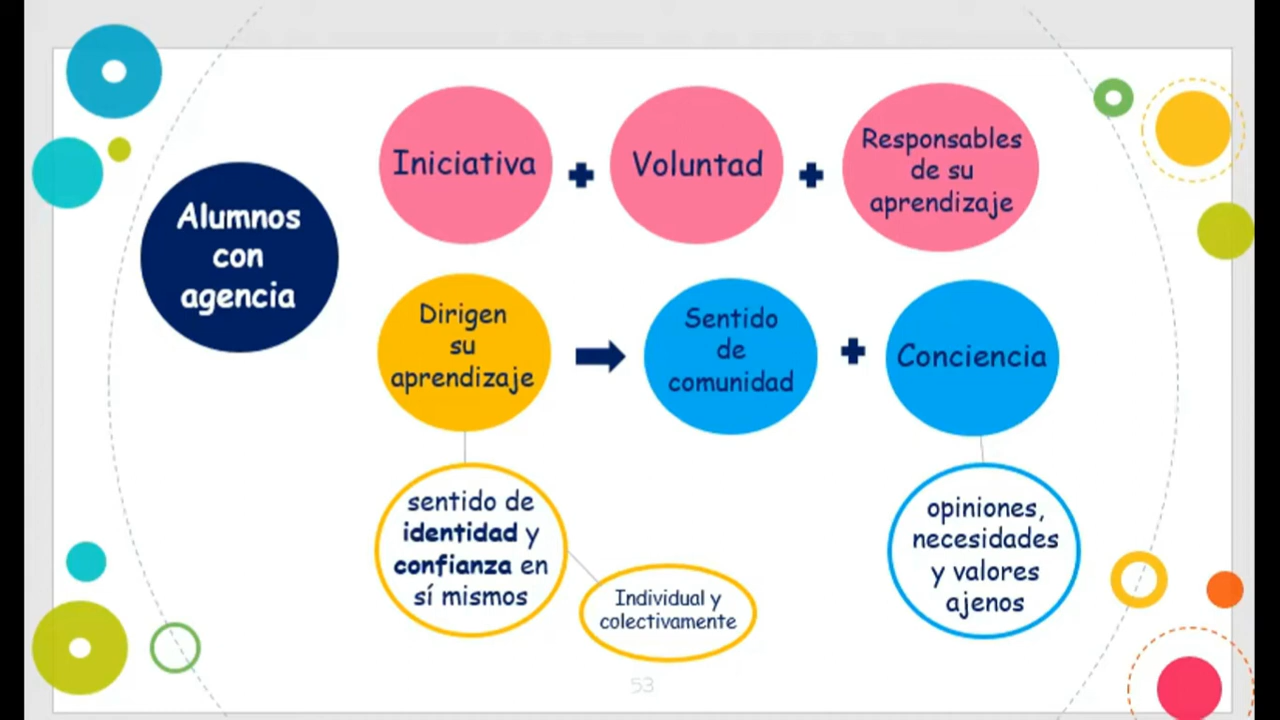 Alumnos
con
agencia
Iniciativa
Voluntad
Responsables
de su
aprendizaje
Dirigen
su
aprendizaje
Sentido
de
comunidad
Conciencia
sentido de
identidad y
confianza en
sí mismos
Individual y
colectivamente
opiniones,
necesidades
y valores
ajenos
53